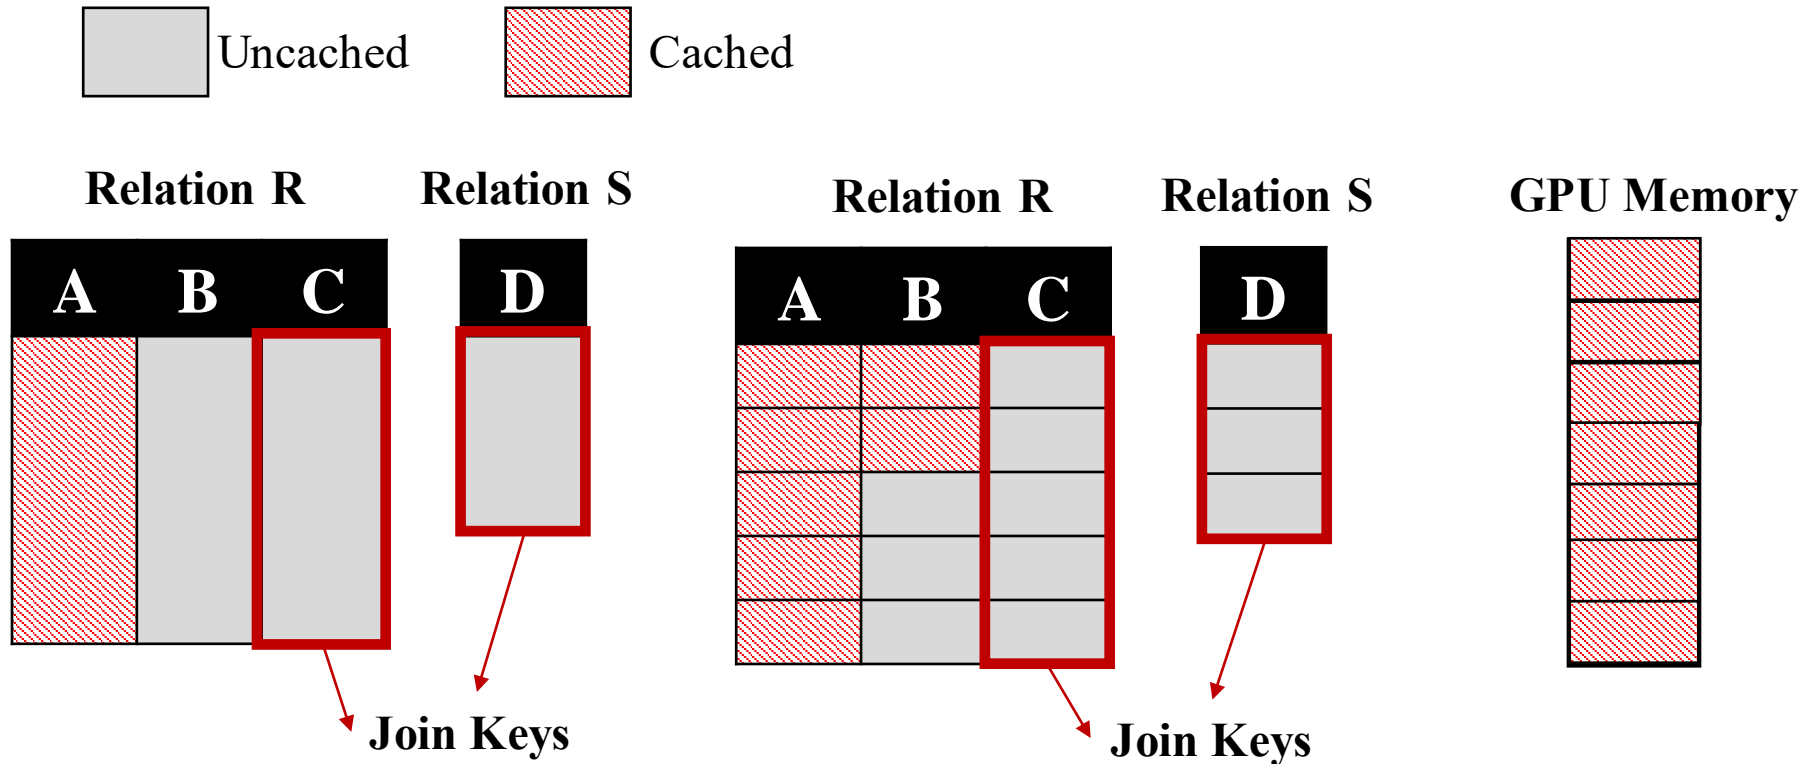 Uncached Cached
Relation R Relation S Relation R Relation S GPU Memory
A B C D A B C D
Join Keys Join Keys